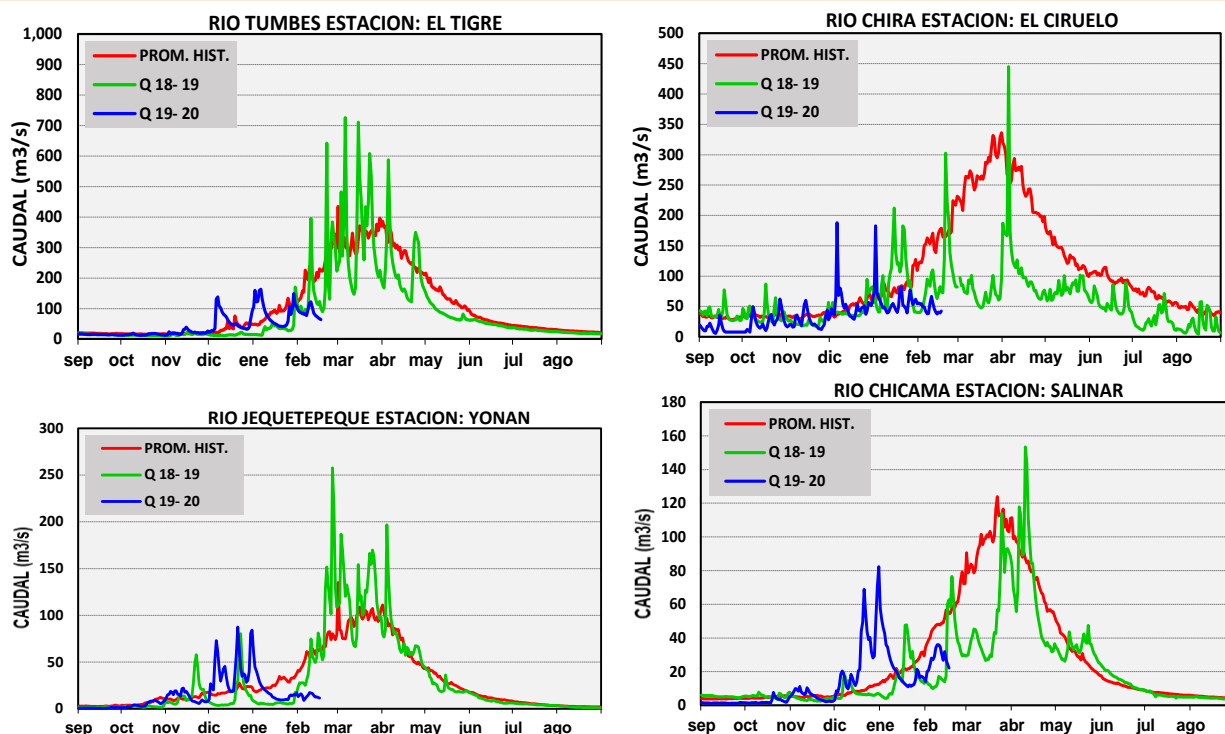 RIO TUMBES ESTACION: EL TIGRE
CAUDAL (m3/s)
1,000
900
800
700
600
500
400
300
200
100
0
PROM. HIST.
Q 18- 19
Q 19- 20
sep oct nov dic ene feb mar abr may jun jul ago
RIO CHIRA ESTACION: EL CIRUELO
CAUDAL (m3/s)
500
450
400
350
300
250
200
150
100
50
0
PROM. HIST.
Q 18- 19
Q 19- 20
sep oct nov dic ene feb mar abr may jun jul ago
RIO JEQUETEPEQUE ESTACION: YONAN
CAUDAL (m3/s)
300
250
200
150
100
50
0
PROM. HIST.
Q 18- 19
Q 19- 20
sep oct nov dic ene feb mar abr may jun jul ago
RIO CHICAMA ESTACION: SALINAR
CAUDAL (m3/s)
180
160
140
120
100
80
60
40
20
0
PROM. HIST.
Q 18- 19
Q 19- 20
sep oct nov dic ene feb mar abr may jun jul ago